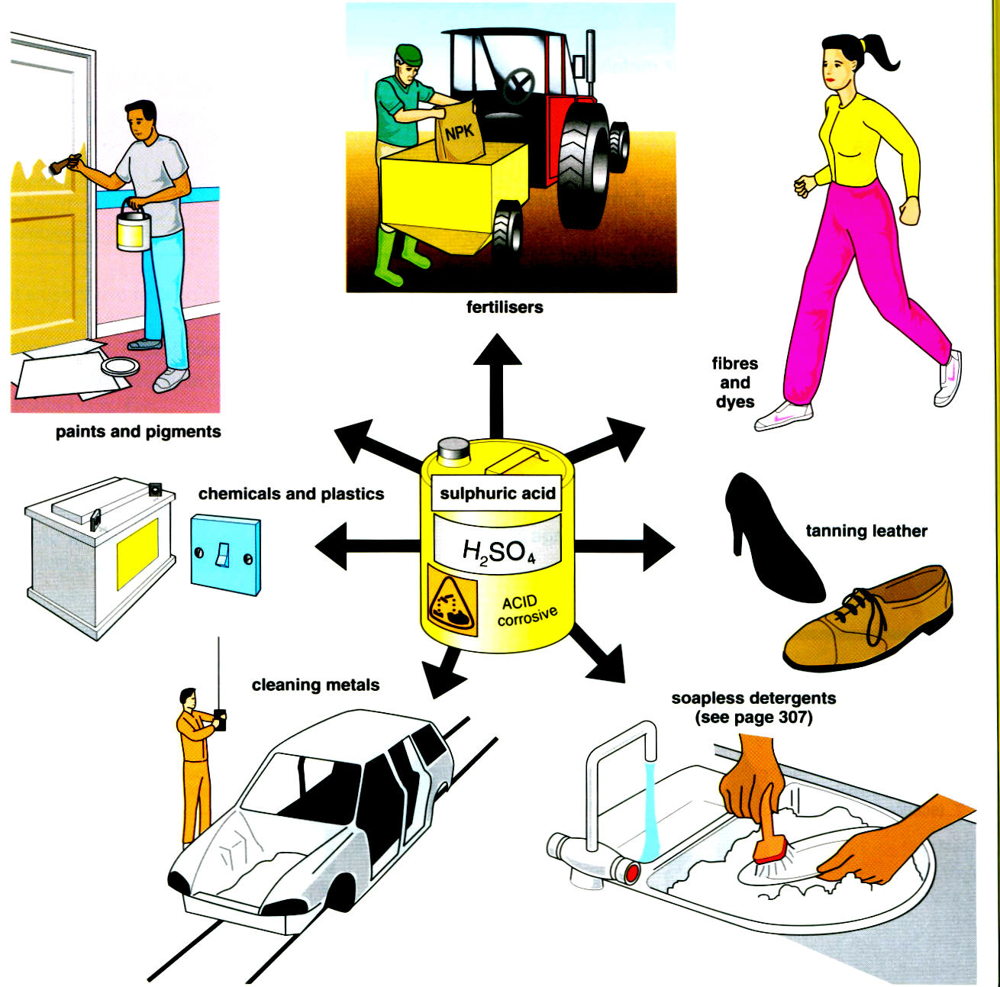 NPK
fertilisers
fibres
and
dyes
paints and pigments
chemicals and plastics
sulphuric acid
H₂SO₄
ACID
corrosive
tanning leather
cleaning metals
soapless detergents
(see page 307)